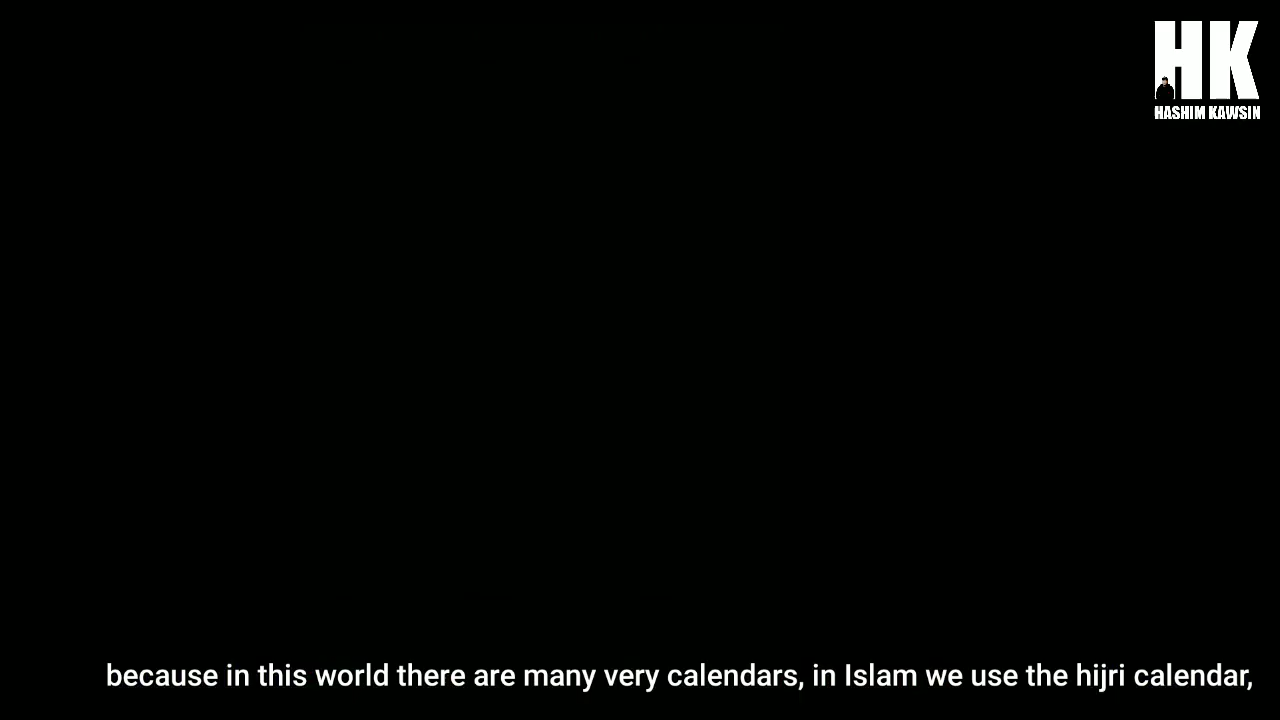 HK
HASHIM KAWSIN
because in this world there are many very calendars, in Islam we use the hijri calendar,